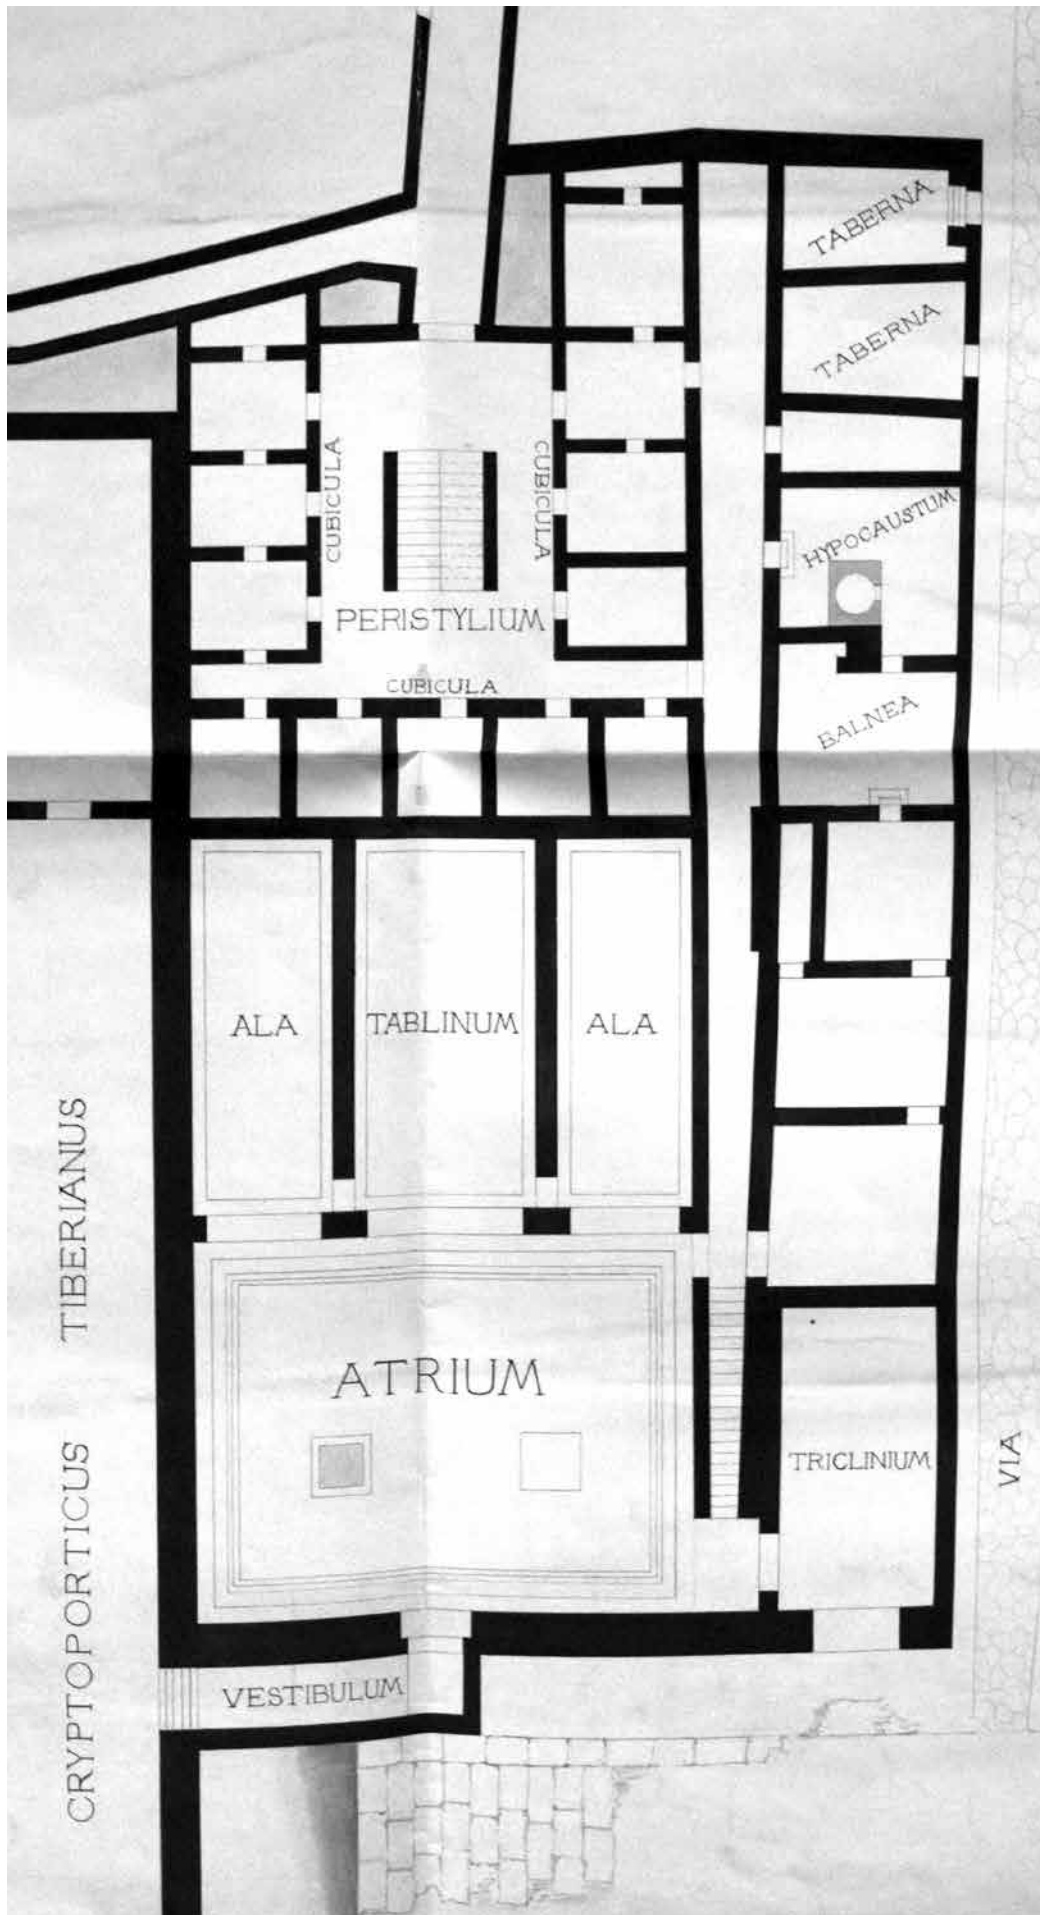 TABERNA
TABERNA
CUBICULA
CUBICULA
HYPOCAUSTUM
PERISTYLIUM
CUBICULA
BALNEA
ALA
TABLINUM
ALA
CRYPTOPORTICUS TIBERIANUS
ATRIUM
TRICLINIUM
VIA
VESTIBULUM